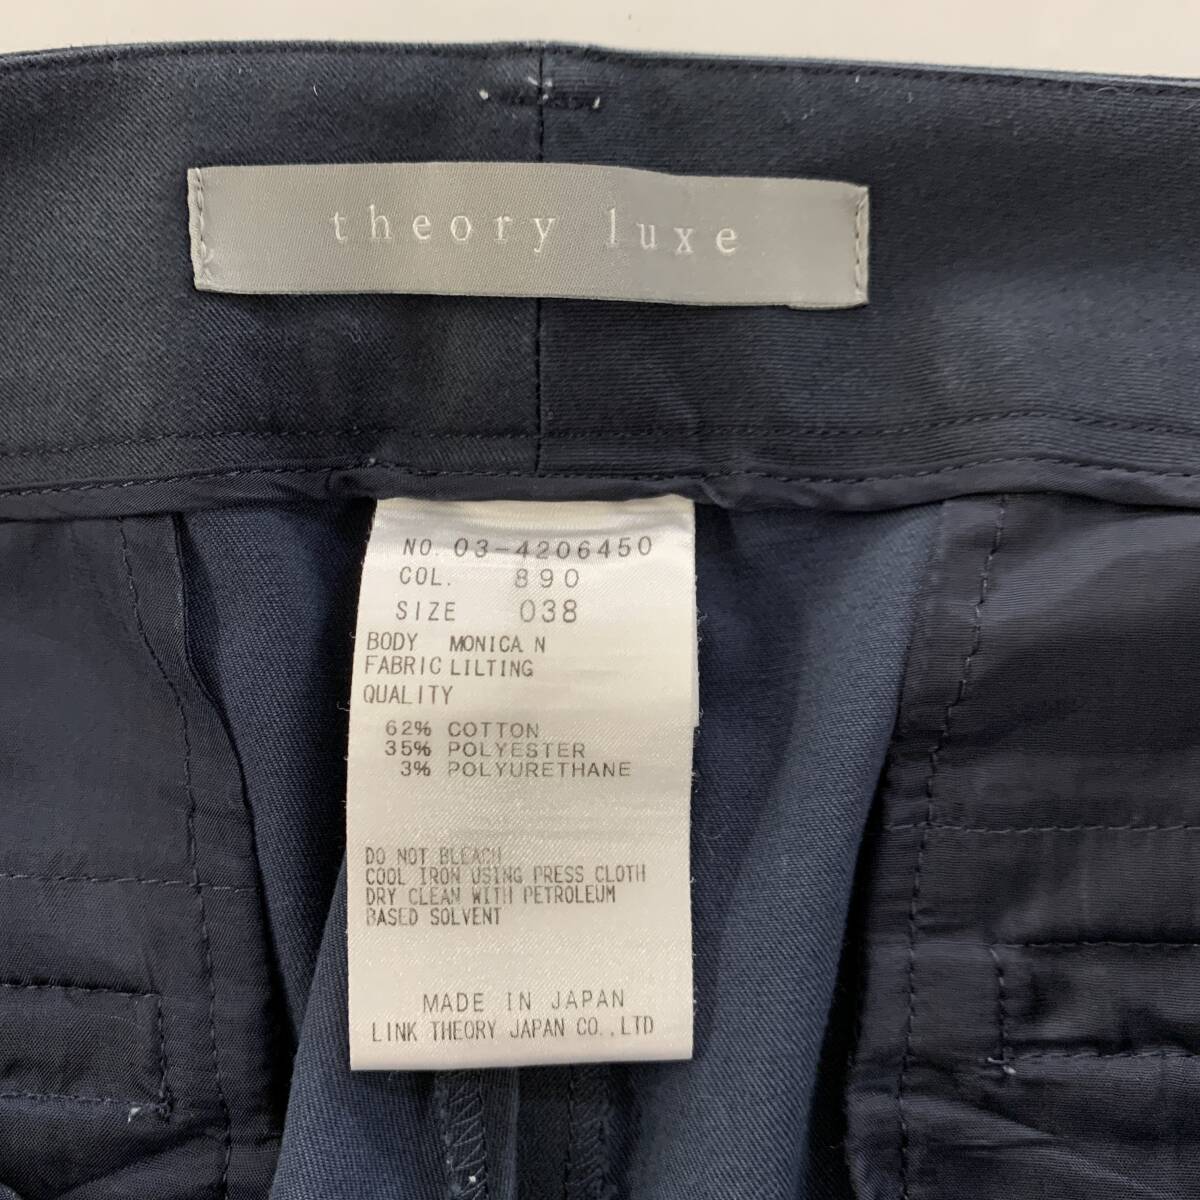 theory luxe
NO. 03-4206450
COL. 890
SIZE 038
BODY MONICA N
FABRIC LILTING
QUALITY
62% COTTON
35% POLYESTER
3% POLYURETHANE
DO NOT BLEACH
COOL IRON USING PRESS CLOTH
DRY CLEAN WITH PETROLEUM
BASED SOLVENT
MADE IN JAPAN
LINK THEORY JAPAN CO.,LTD